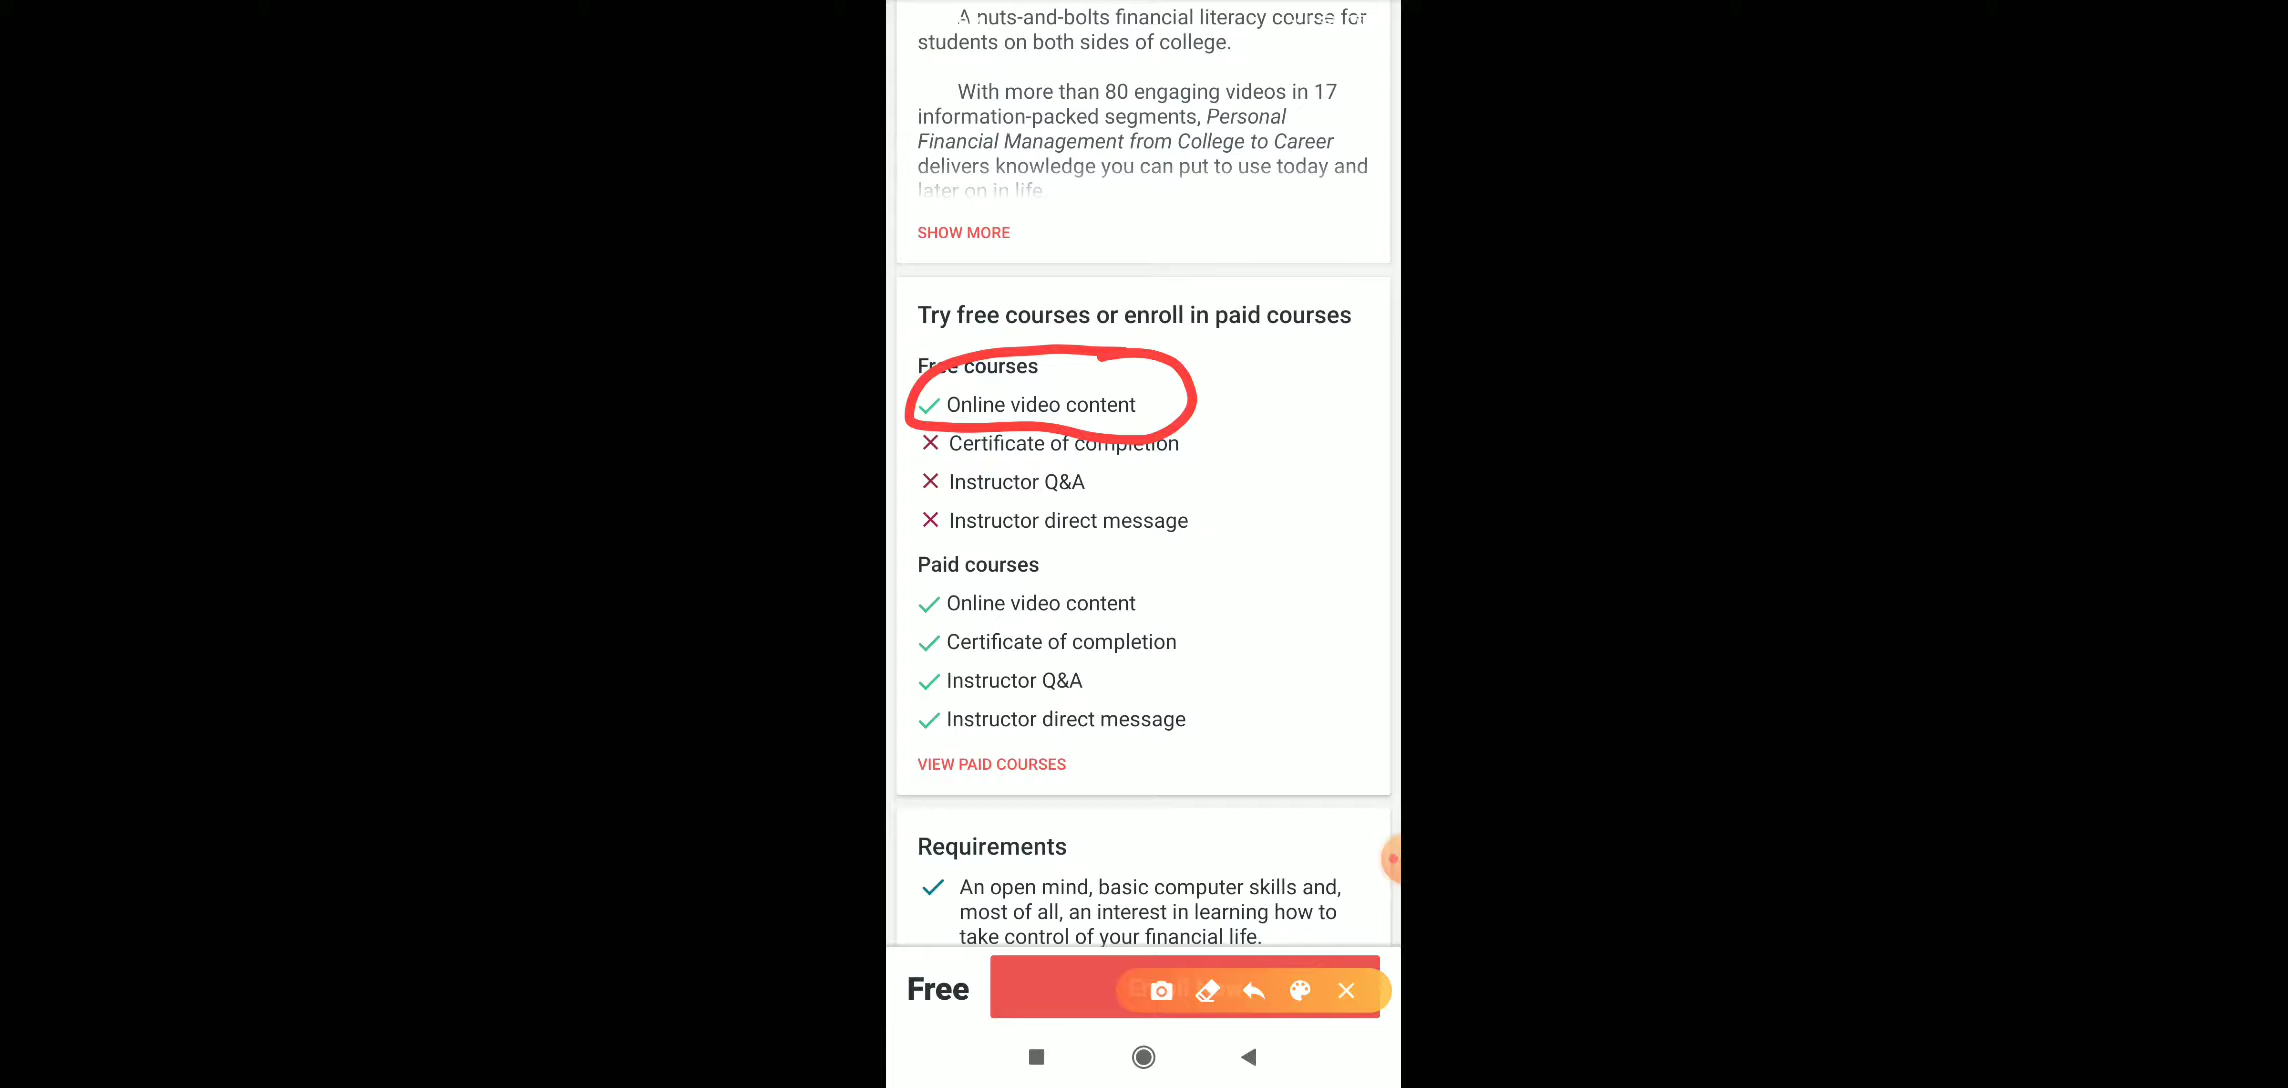 A nuts-and-bolts financial literacy course for
students on both sides of college.
With more than 80 engaging videos in 17
information-packed segments, Personal
Financial Management from College to Career
delivers knowledge you can put to use today and
later on in life.
SHOW MORE
Try free courses or enroll in paid courses
Free courses
Online video content
Certificate of completion
Instructor Q&A
Instructor direct message
Paid courses
Online video content
Certificate of completion
Instructor Q&A
Instructor direct message
VIEW PAID COURSES
Requirements
An open mind, basic computer skills and,
most of all, an interest in learning how to
take control of your financial life.
Free